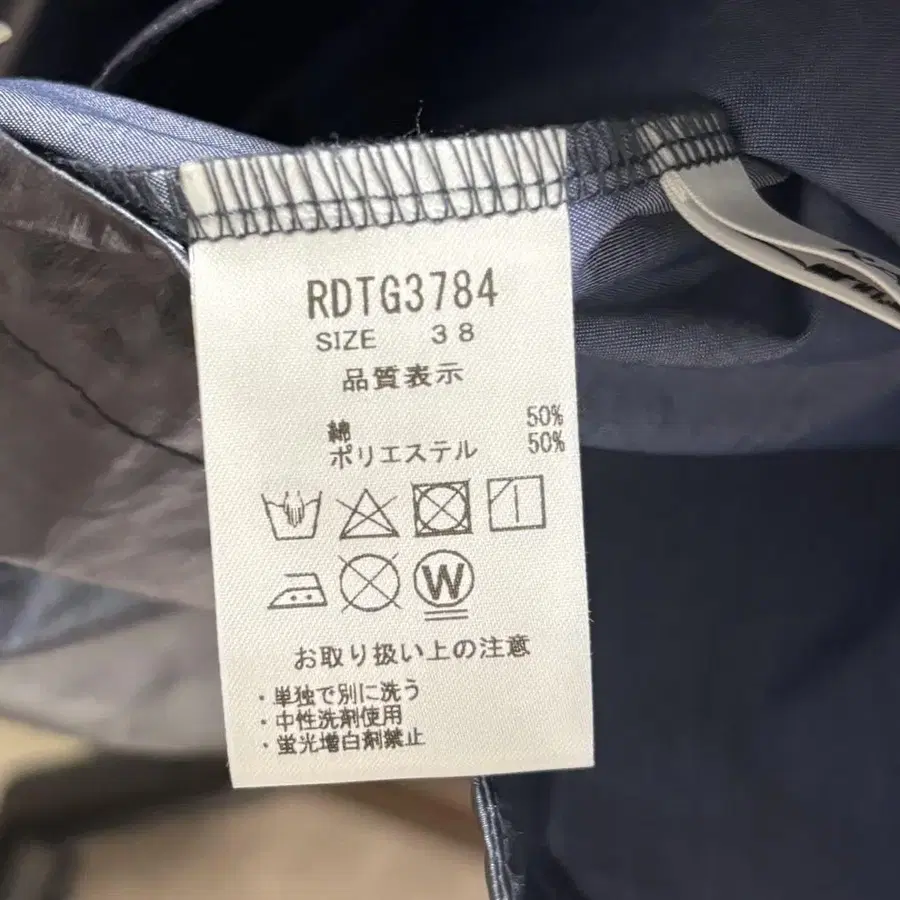 RDTG3784
SIZE 38
品質表示
綿 50%
ポリエステル 50%
W
お取り扱い上の注意
・単独で別に洗う
・中性洗剤使用
・蛍光増白剤禁止